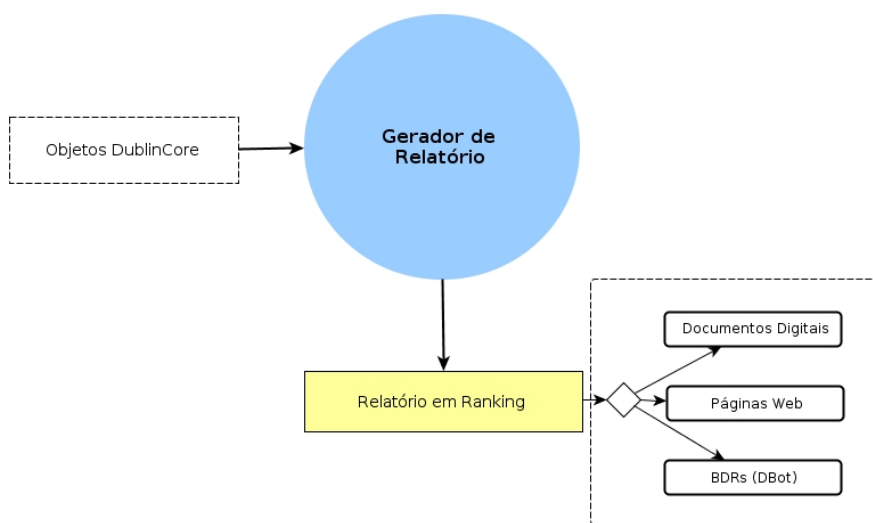 Objetos DublinCore
Gerador de
Relatório
Documentos Digitais
Relatório em Ranking
Páginas Web
BDRs (DBot)